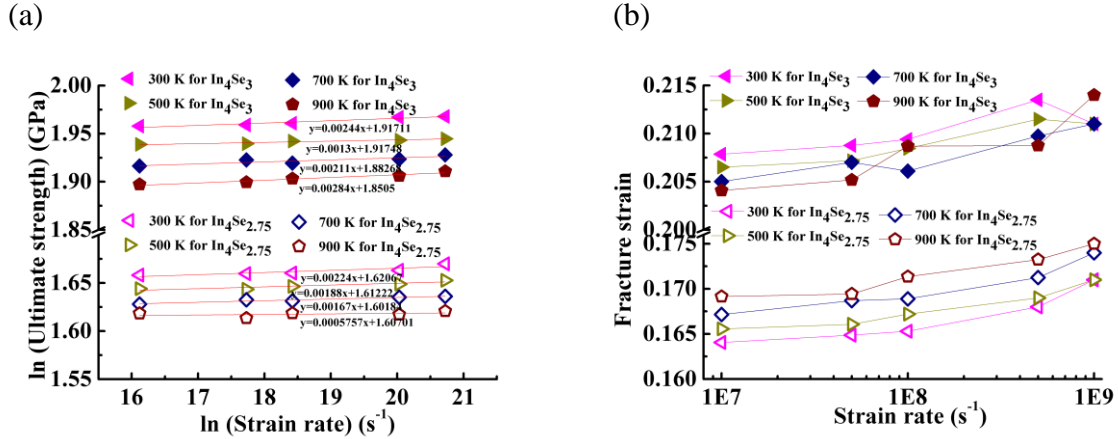 (a)
2.00
1.95
1.90
1.85
1.65
1.60
1.55
ln (Ultimate strength) (GPa)
300 K for In4Se3
700 K for In4Se3
500 K for In4Se3
900 K for In4Se3
y=0.00244x+1.91711
y=0.0013x+1.91748
y=0.00211x+1.88268
y=0.00284x+1.8505
300 K for In4Se2.75
700 K for In4Se2.75
500 K for In4Se2.75
900 K for In4Se2.75
y=0.00224x+1.62067
y=0.00188x+1.61222
y=0.00167x+1.60184
y=0.0005757x+1.60701
16 17 18 19 20 21
ln (Strain rate) (s-1)
(b)
0.215
0.210
0.205
0.200
0.175
0.170
0.165
0.160
Fracture strain
300 K for In4Se3
700 K for In4Se3
500 K for In4Se3
900 K for In4Se3
300 K for In4Se2.75
700 K for In4Se2.75
500 K for In4Se2.75
900 K for In4Se2.75
1E7 1E8 1E9
Strain rate (s-1)